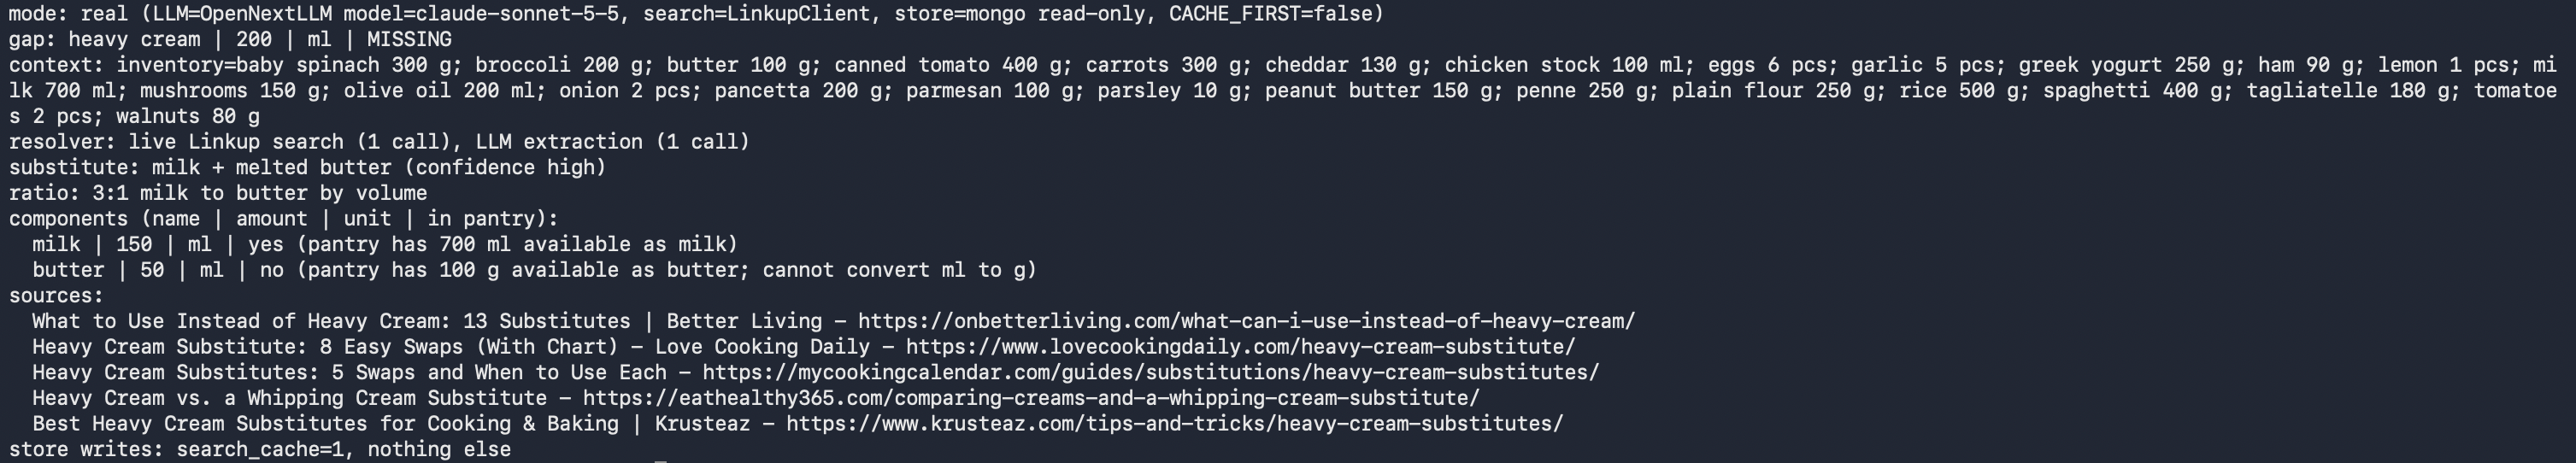 mode: real (LLM=OpenNextLLM model=claude-sonnet-5-5, search=LinkupClient, store=mongo read-only, CACHE_FIRST=false)
gap: heavy cream | 200 | ml | MISSING
context: inventory=baby spinach 300 g; broccoli 200 g; butter 100 g; canned tomato 400 g; carrots 300 g; cheddar 130 g; chicken stock 100 ml; eggs 6 pcs; garlic 5 pcs; greek yogurt 250 g; ham 90 g; lemon 1 pcs; mi
lk 700 ml; mushrooms 150 g; olive oil 200 ml; onion 2 pcs; pancetta 200 g; parmesan 100 g; parsley 10 g; peanut butter 150 g; penne 250 g; plain flour 250 g; rice 500 g; spaghetti 400 g; tagliatelle 180 g; tomatoe
s 2 pcs; walnuts 80 g
resolver: live Linkup search (1 call), LLM extraction (1 call)
substitute: milk + melted butter (confidence high)
ratio: 3:1 milk to butter by volume
components (name | amount | unit | in pantry):
  milk | 150 | ml | yes (pantry has 700 ml available as milk)
  butter | 50 | ml | no (pantry has 100 g available as butter; cannot convert ml to g)
sources:
  What to Use Instead of Heavy Cream: 13 Substitutes | Better Living – https://onbetterliving.com/what-can-i-use-instead-of-heavy-cream/
  Heavy Cream Substitute: 8 Easy Swaps (With Chart) – Love Cooking Daily – https://www.lovecookingdaily.com/heavy-cream-substitute/
  Heavy Cream Substitutes: 5 Swaps and When to Use Each – https://mycookingcalendar.com/guides/substitutions/heavy-cream-substitutes/
  Heavy Cream vs. a Whipping Cream Substitute – https://eathealthy365.com/comparing-creams-and-a-whipping-cream-substitute/
  Best Heavy Cream Substitutes for Cooking & Baking | Krusteaz – https://www.krusteaz.com/tips-and-tricks/heavy-cream-substitutes/
store writes: search_cache=1, nothing else